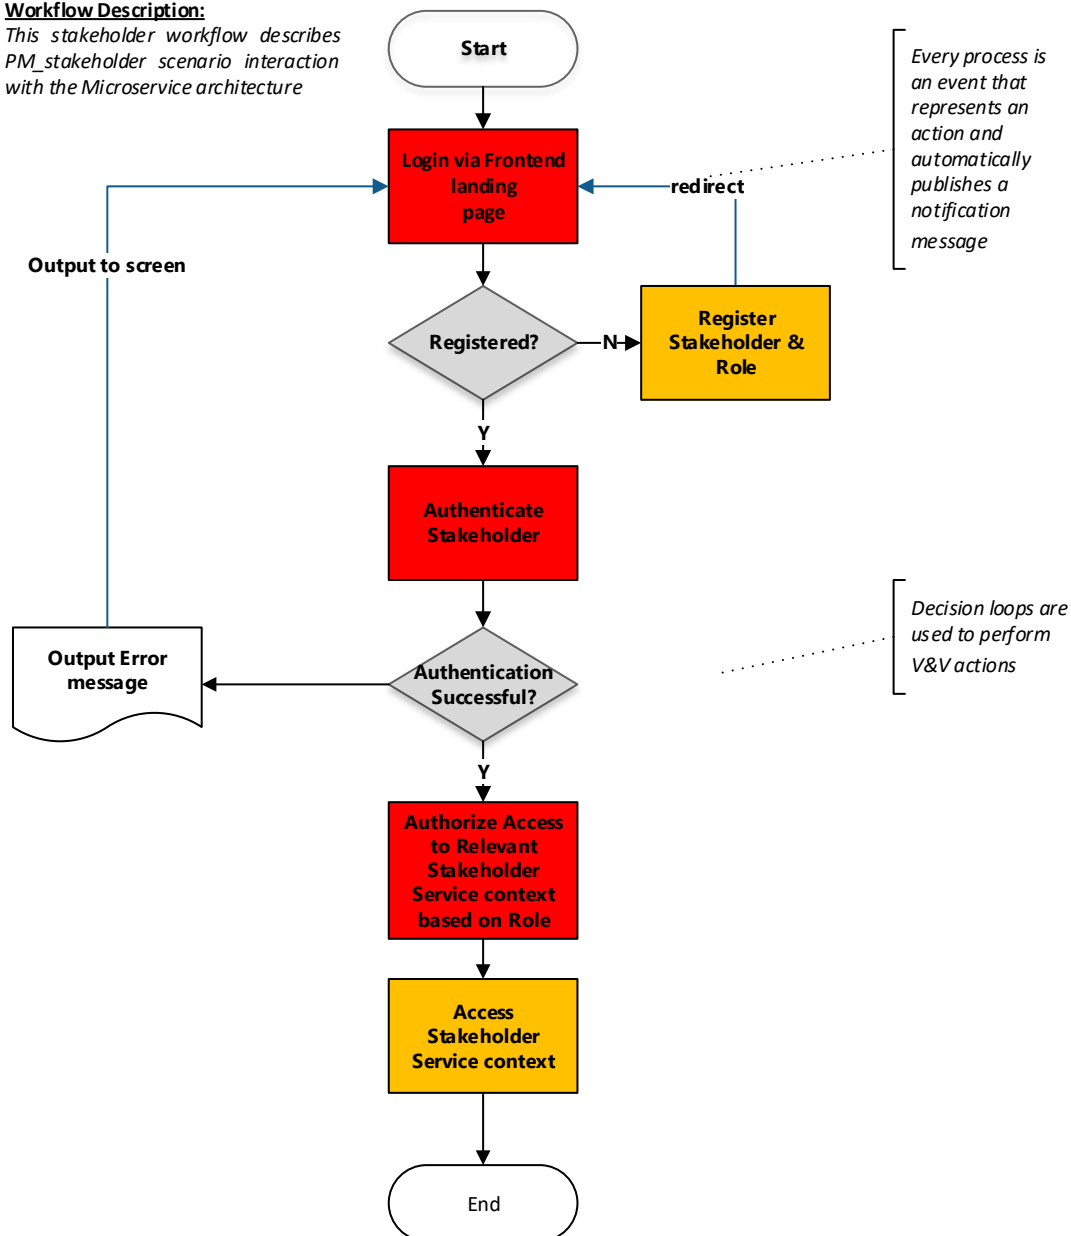 Workflow Description:
This stakeholder workflow describes
PM_stakeholder scenario interaction
with the Microservice architecture
Start
Every process is
an event that
represents an
action and
automatically
publishes a
notification
message
Login via Frontend
landing
page
redirect
Output to screen
Registered?
N
Register
Stakeholder &
Role
Y
Authenticate
Stakeholder
Decision loops are
used to perform
V&V actions
Output Error
message
Authentication
Successful?
Y
Authorize Access
to Relevant
Stakeholder
Service context
based on Role
Access
Stakeholder
Service context
End